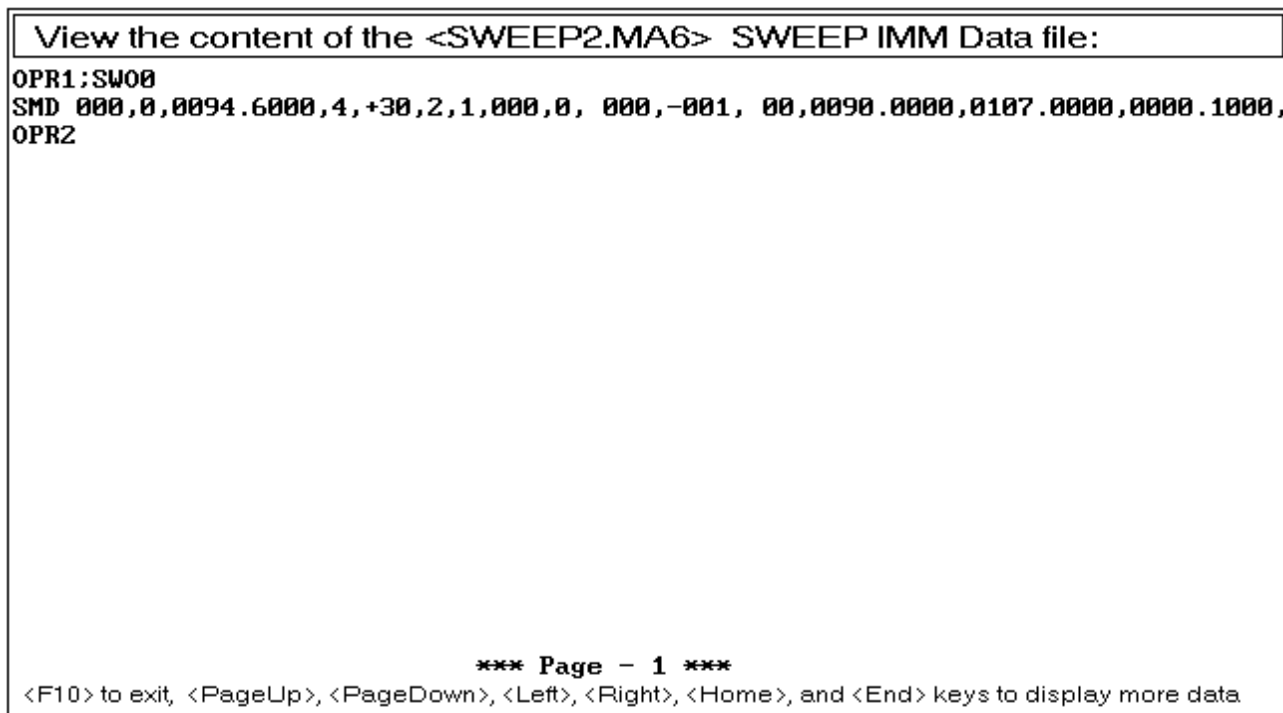 View the content of the <SWEEP2.MA6> SWEEP IMM Data file:
OPR1;SWO0
SMD 000,0,0094.6000,4,+30,2,1,000,0, 000,-001, 00,0090.0000,0107.0000,0000.1000,
OPR2
*** Page - 1 ***
<F10> to exit, <PageUp>, <PageDown>, <Left>, <Right>, <Home>, and <End> keys to display more data